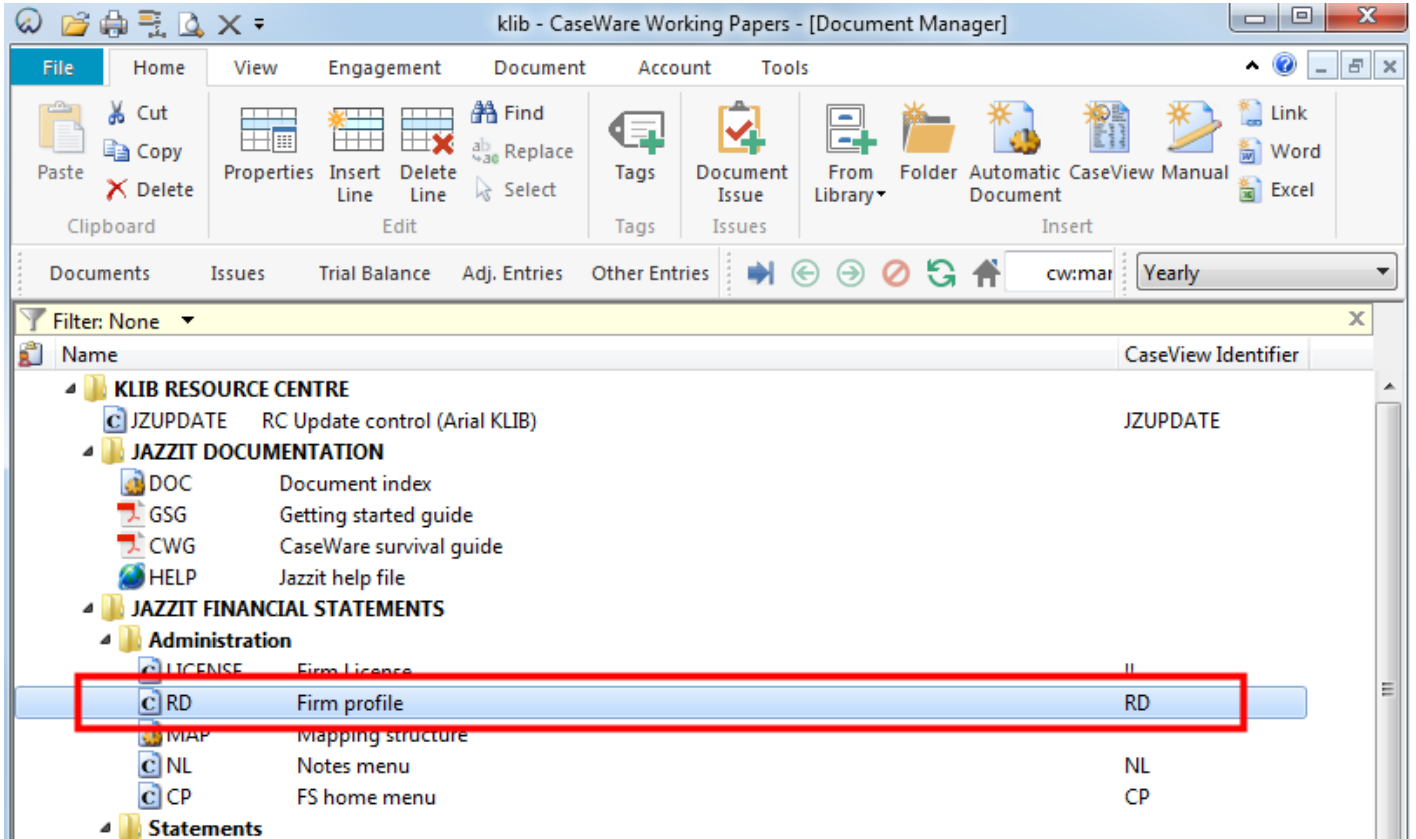 klib - CaseWare Working Papers - [Document Manager]
File Home View Engagement Document Account Tools
Cut
Copy
Delete
Paste
Clipboard
Properties
Insert Line
Delete Line
Find
Replace
Select
Edit
Tags
Tags
Document Issue
Issues
From Library
Folder
Automatic Document
CaseView
Manual
Link
Word
Excel
Insert
Documents Issues Trial Balance Adj. Entries Other Entries cw:mar Yearly
Filter: None
Name CaseView Identifier
KLIB RESOURCE CENTRE
JZUPDATE RC Update control (Arial KLIB) JZUPDATE
JAZZIT DOCUMENTATION
DOC Document index
GSG Getting started guide
CWG CaseWare survival guide
HELP Jazzit help file
JAZZIT FINANCIAL STATEMENTS
Administration
LICENSE Firm License
RD Firm profile RD
MAP Mapping structure
NL Notes menu NL
CP FS home menu CP
Statements